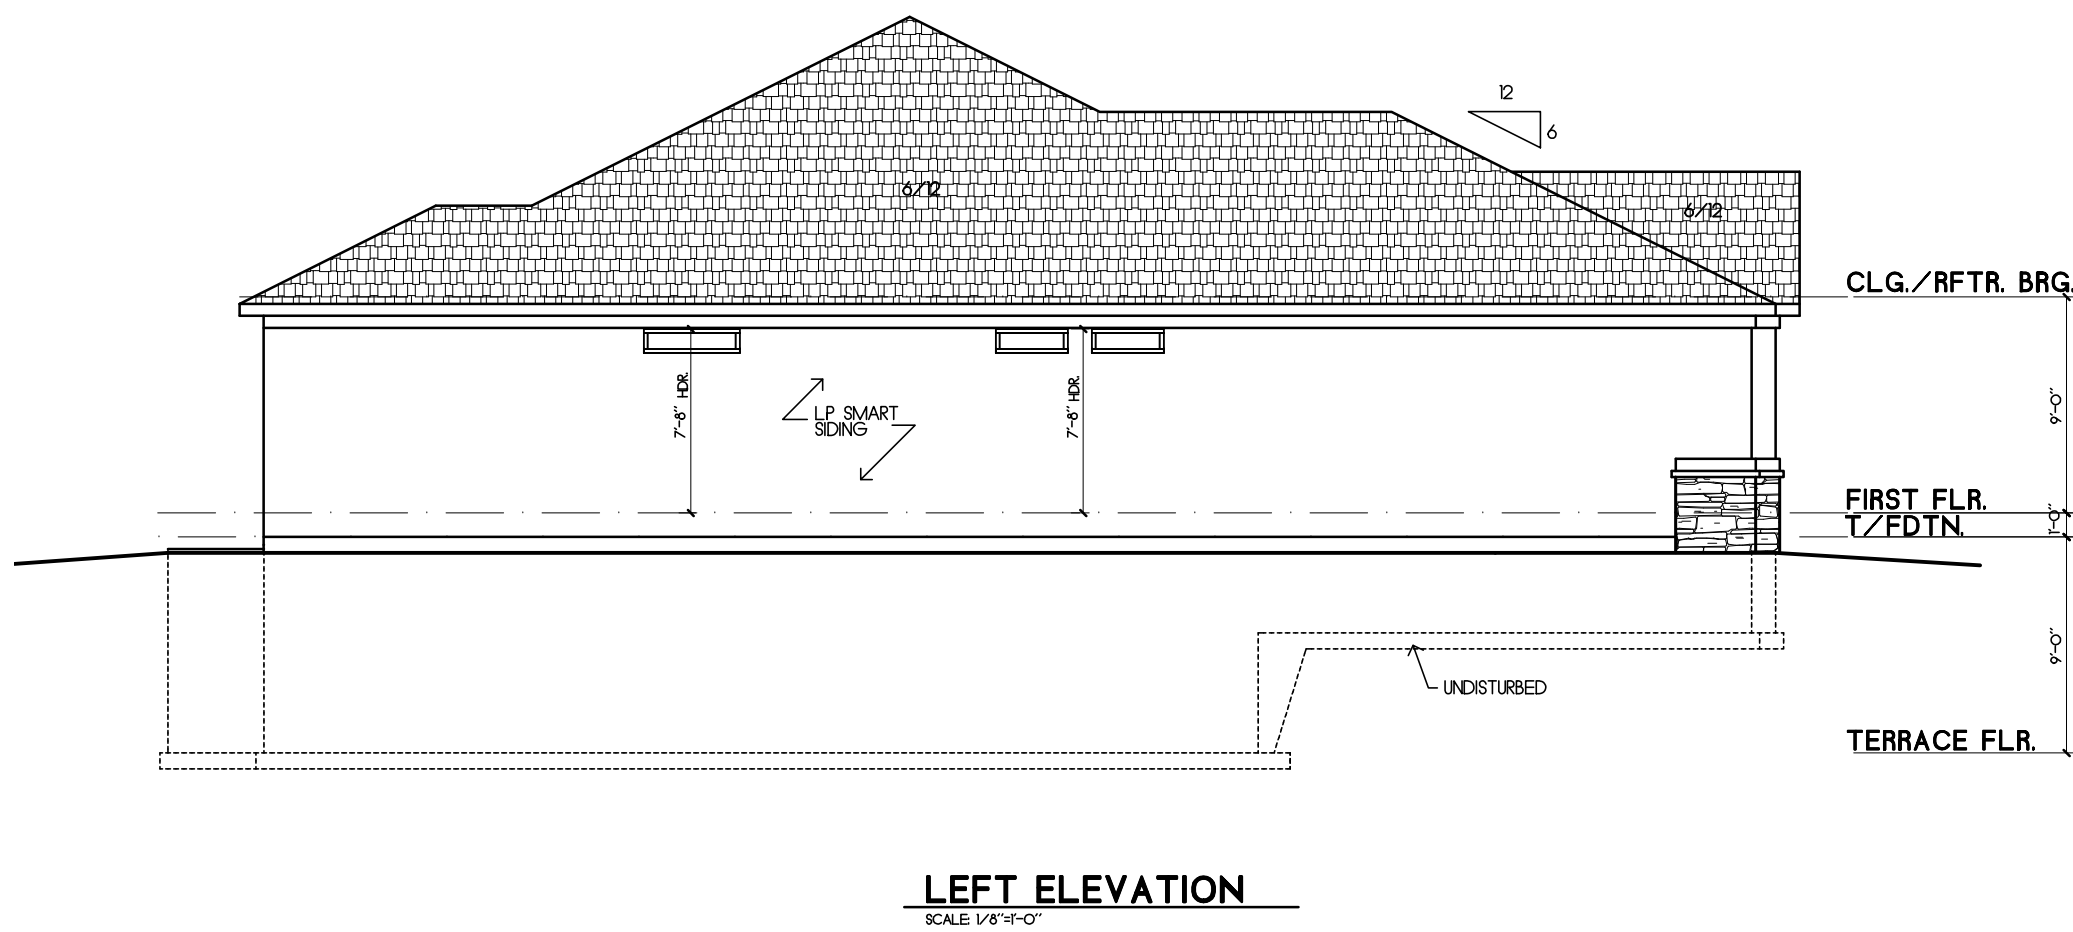 12
6
6/12
6/12
CLG./RFTR. BRG.
7'-8" HDR.
7'-8" HDR.
9'-0"
LP SMART
SIDING
FIRST FLR.
1'-0"
T/FDTN.
9'-0"
UNDISTURBED
TERRACE FLR.
LEFT ELEVATION
SCALE: 1/8"=1'-0"